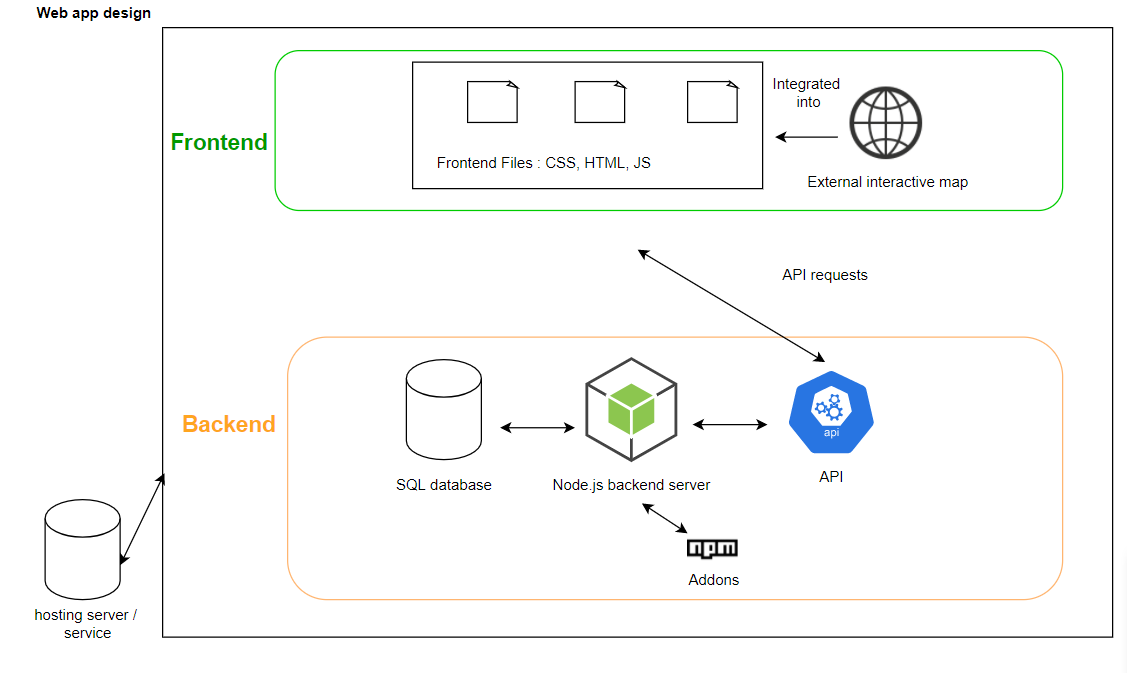 Web app design
Frontend
Integrated
into
Frontend Files : CSS, HTML, JS
External interactive map
API requests
Backend
api
SQL database
Node.js backend server
API
npm
Addons
hosting server /
service